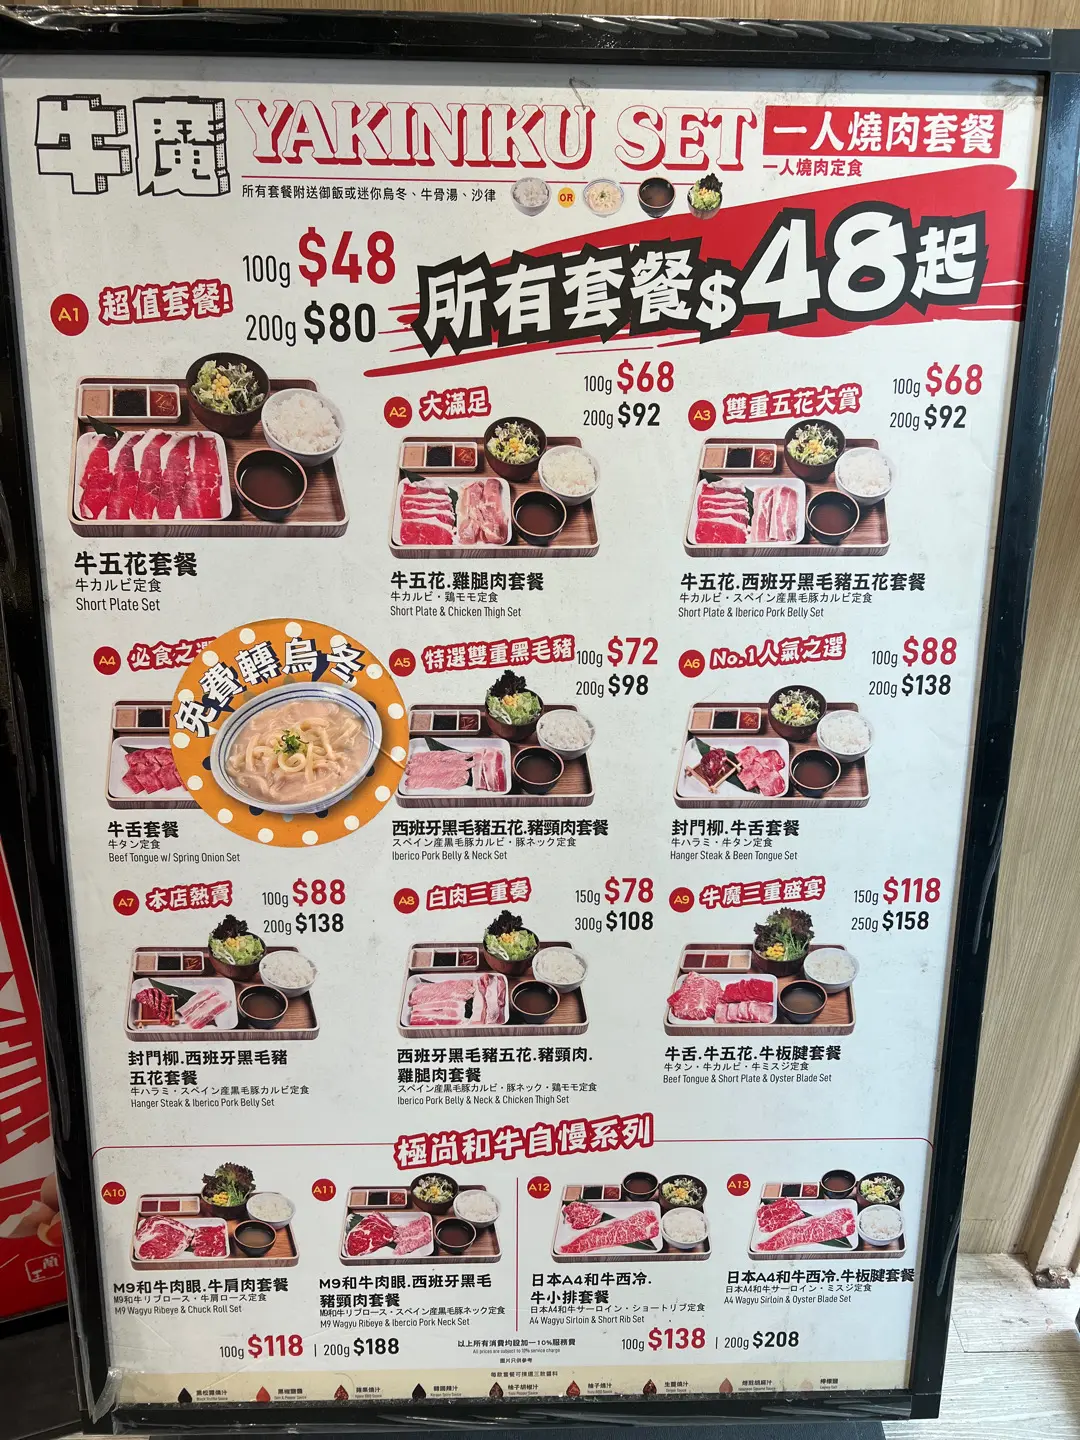 牛魔
YAKINIKU SET
一人燒肉套餐
一人燒肉定食
所有套餐附送御飯或迷你烏冬、牛骨湯、沙律
OR
所有套餐$48起
A1 超值套餐!
100g $48
200g $80
牛五花套餐
牛カルビ定食
Short Plate Set
A2 大滿足
100g $68
200g $92
牛五花.雞腿肉套餐
牛カルビ・鶏モモ定食
Short Plate & Chicken Thigh Set
A3 雙重五花大賞
100g $68
200g $92
牛五花.西班牙黑毛豬五花套餐
牛カルビ・スペイン産黒毛豚カルビ定食
Short Plate & Iberico Pork Belly Set
A4 必食之
免費轉烏冬
牛舌套餐
牛タン定食
Beef Tongue w/ Spring Onion Set
A5 特選雙重黑毛豬
100g $72
200g $98
西班牙黑毛豬五花.豬頸肉套餐
スペイン産黒毛豚カルビ・豚ネック定食
Iberico Pork Belly & Neck Set
A6 No.1人氣之選
100g $88
200g $138
封門柳.牛舌套餐
牛ハラミ・牛タン定食
Hanger Steak & Been Tongue Set
A7 本店熱賣
100g $88
200g $138
封門柳.西班牙黑毛豬
五花套餐
牛ハラミ・スペイン産黒毛豚カルビ定食
Hanger Steak & Iberico Pork Belly Set
A8 白肉三重奏
150g $78
300g $108
西班牙黑毛豬五花.豬頸肉.
雞腿肉套餐
スペイン産黒毛豚カルビ・豚ネック・鶏モモ定食
Iberico Pork Belly & Neck & Chicken Thigh Set
A9 牛魔三重盛宴
150g $118
250g $158
牛舌.牛五花.牛板腱套餐
牛タン・牛カルビ・牛ミスジ定食
Beef Tongue & Short Plate & Oyster Blade Set
極尚和牛自慢系列
A10
M9和牛肉眼.牛肩肉套餐
M9和牛リブロース・牛肩ロース定食
M9 Wagyu Ribeye & Chuck Roll Set
A11
M9和牛肉眼.西班牙黑毛
豬頸肉套餐
M9和牛リブロース・スペイン産黒毛豚ネック定食
M9 Wagyu Ribeye & Ibercio Pork Neck Set
100g $118 | 200g $188
A12
日本A4和牛西冷.
牛小排套餐
日本A4和牛サーロイン・ショートリブ定食
A4 Wagyu Sirloin & Short Rib Set
A13
日本A4和牛西冷.牛板腱套餐
日本A4和牛サーロイン・ミスジ定食
A4 Wagyu Sirloin & Oyster Blade Set
100g $138 | 200g $208
以上所有消費均設加一10%服務費
All prices are subject to 10% service charge
圖片只供參考
每款套餐可揀選三款醬料